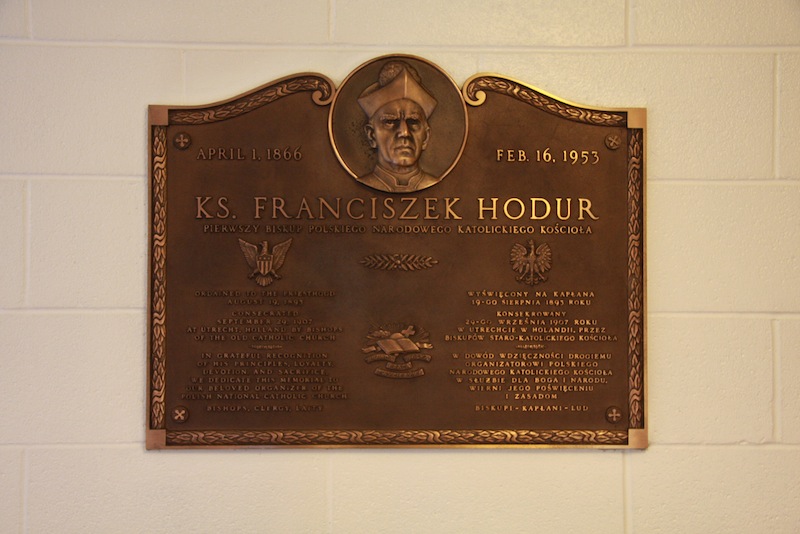 APRIL 1, 1866
FEB. 16, 1953
KS. FRANCISZEK HODUR
PIERWSZY BISKUP POLSKIEGO NARODOWEGO KATOLICKIEGO KOŚCIOŁA
ORDAINED TO THE PRIESTHOOD
AUGUST 19, 1893
CONSECRATED
SEPTEMBER 29, 1907
AT UTRECHT, HOLLAND, BY BISHOPS
OF THE OLD CATHOLIC CHURCH
IN GRATEFUL RECOGNITION
OF HIS PRINCIPLES, LOYALTY,
DEVOTION AND SACRIFICE
WE DEDICATE THIS MEMORIAL TO
OUR BELOVED ORGANIZER OF THE
POLISH NATIONAL CATHOLIC CHURCH
BISHOPS, CLERGY, LAITY
WYŚWIĘCONY NA KAPŁANA
19-GO SIERPNIA 1893 ROKU
KONSEKROWANY
29-GO WRZEŚNIA 1907 ROKU
W UTRECHCIE W HOLANDII, PRZEZ
BISKUPÓW STARO-KATOLICKIEGO KOŚCIOŁA
W DOWÓD WDZIĘCZNOŚCI DROGIEMU
ORGANIZATOROWI POLSKIEGO
NARODOWEGO KATOLICKIEGO KOŚCIOŁA
W SŁUŻBIE DLA BOGA I NARODU,
WIERNI JEGO POŚWIĘCENIU
I ZASADOM
BISKUPI - KAPŁANI - LUD